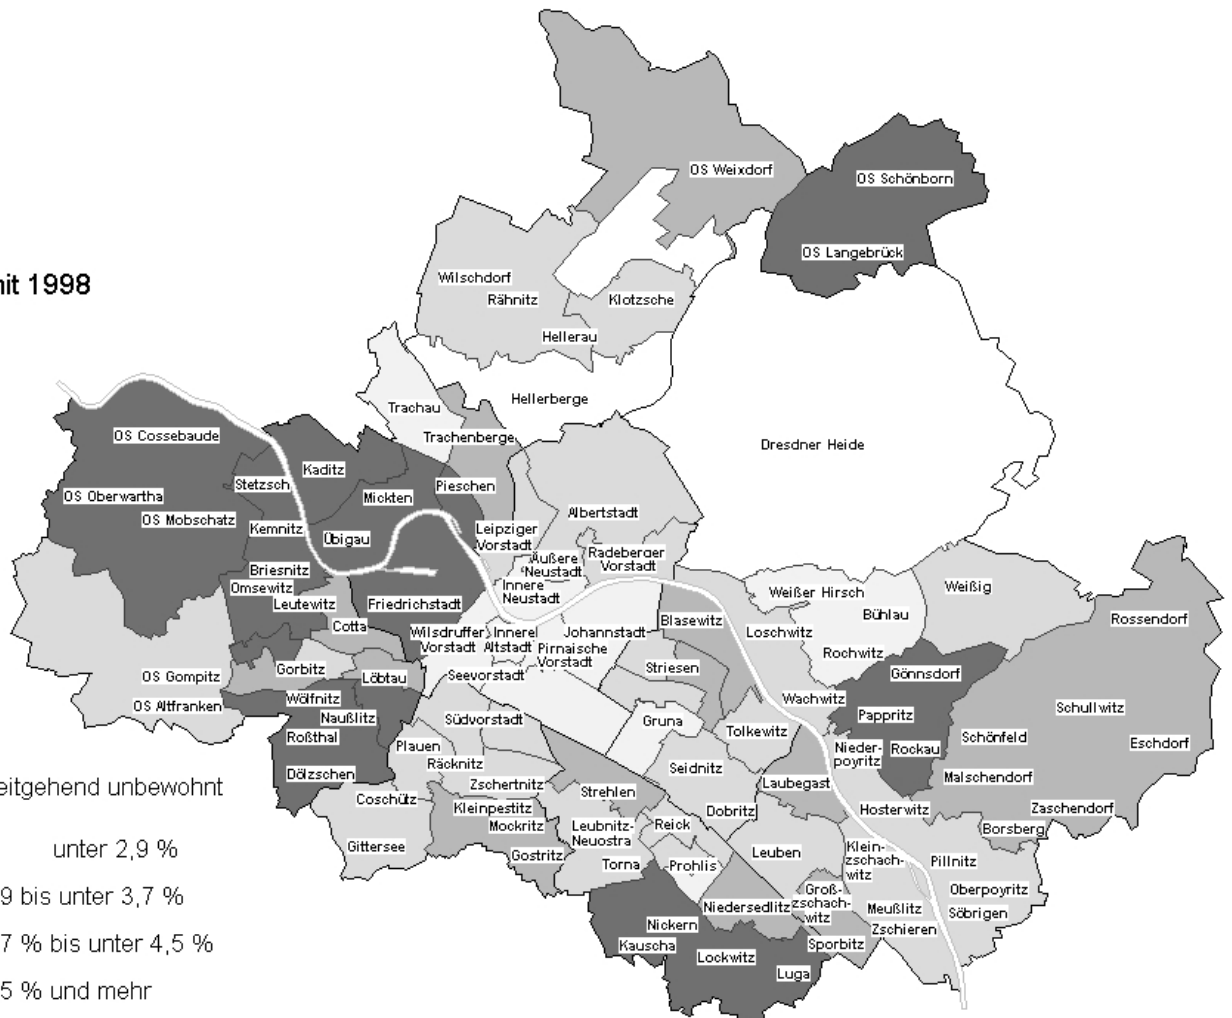 OS Weixdorf
OS Schönborn
OS Langebrück
nit 1998
Wilschdorf
Rähnitz
Klotzsche
Hellerau
Hellerberge
Trachau
Trachenberge
Dresdner Heide
OS Cossebaude
Kaditz
Stetzsch
Mickten
Pieschen
OS Oberwartha
OS Mobschatz
Kemnitz
Übigau
Albertstadt
Leipziger
Vorstadt
Radeberger
Vorstadt
Äußere
Neustadt
Innere
Neustadt
Briesnitz
Omsewitz
Leutewitz
Friedrichstadt
Cotta
Wilsdruffer
Vorstadt
Innere
Altstadt
Johannstadt
Pirnaische
Vorstadt
Seevorstadt
Blasewitz
Loschwitz
Weißer Hirsch
Bühlau
Rochwitz
Weißig
Rossendorf
Gönnsdorf
Pappritz
Rockau
Wachwitz
Nieder-
poyritz
Schullwitz
Schönfeld
Eschdorf
Malschendorf
Zaschendorf
Borsberg
Hosterwitz
Pillnitz
Oberpoyritz
Söbrigen
OS Gompitz
OS Altfranken
Gorbitz
Löbtau
Wölfnitz
Naußlitz
Roßthal
Dölzschen
Südvorstadt
Plauen
Räcknitz
Zschertnitz
Coschütz
Gittersee
Kleinpestitz
Mockritz
Gostritz
Striesen
Gruna
Tolkewitz
Seidnitz
Dobritz
Laubegast
Strehlen
Leubnitz-
Neuostra
Torna
Reick
Prohlis
Leuben
Klein-
zschach-
witz
Groß-
zschach-
witz
Niedersedlitz
Meußlitz
Zschieren
Sporbitz
Nickern
Kauscha
Lockwitz
Luga
eitgehend unbewohnt
unter 2,9 %
9 bis unter 3,7 %
7 % bis unter 4,5 %
5 % und mehr